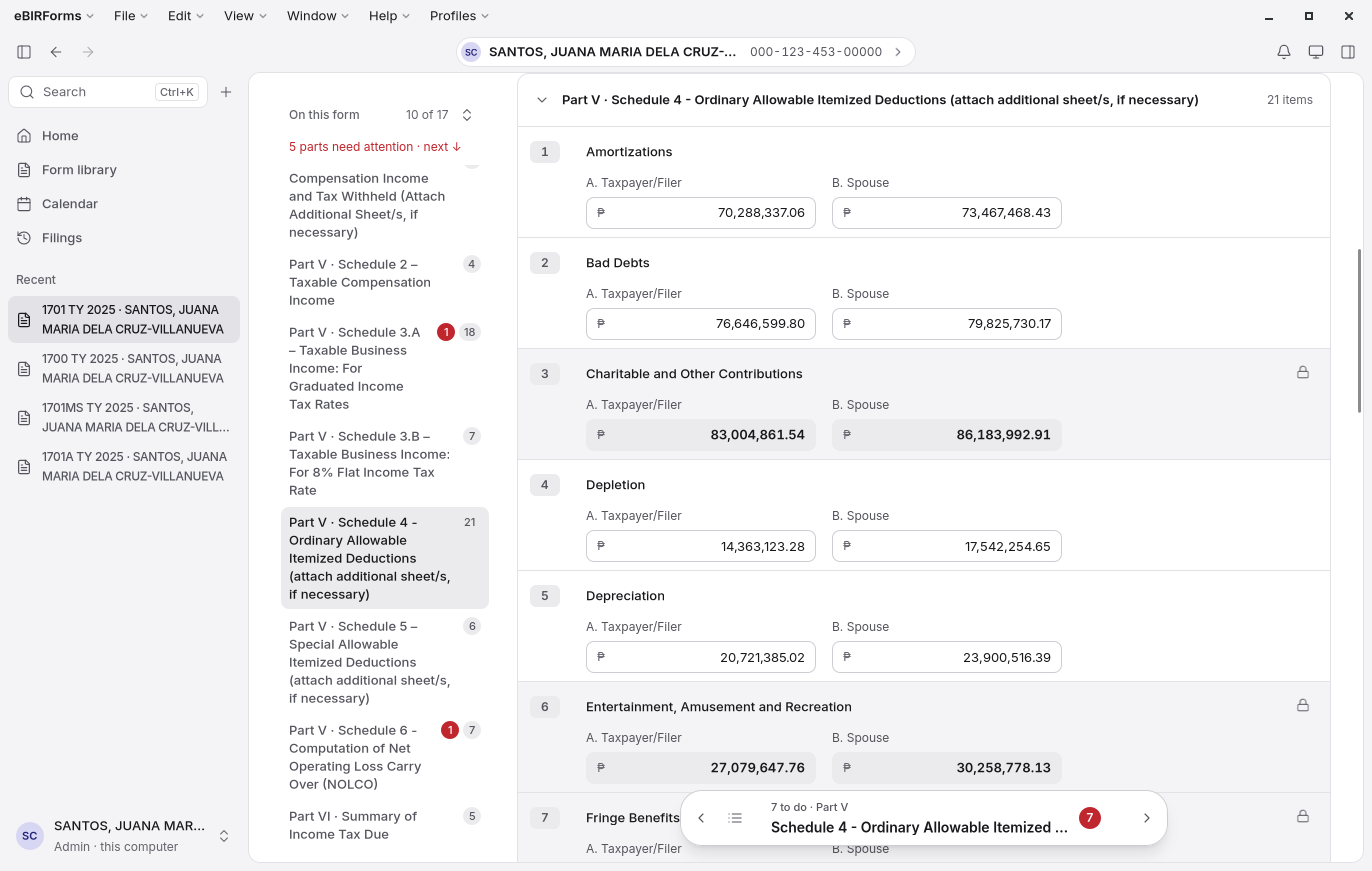 eBIRForms File Edit View Window Help Profiles
SC SANTOS, JUANA MARIA DELA CRUZ-... 000-123-453-00000
Search Ctrl+K
Home
Form library
Calendar
Filings
Recent
1701 TY 2025 · SANTOS, JUANA
MARIA DELA CRUZ-VILLANUEVA
1700 TY 2025 · SANTOS, JUANA
MARIA DELA CRUZ-VILLANUEVA
1701MS TY 2025 · SANTOS,
JUANA MARIA DELA CRUZ-VILL...
1701A TY 2025 · SANTOS, JUANA
MARIA DELA CRUZ-VILLANUEVA
SC SANTOS, JUANA MAR...
Admin · this computer
On this form 10 of 17
5 parts need attention · next ↓
Compensation Income
and Tax Withheld (Attach
Additional Sheet/s, if
necessary)
Part V · Schedule 2 – 4
Taxable Compensation
Income
Part V · Schedule 3.A 1 18
– Taxable Business
Income: For
Graduated Income
Tax Rates
Part V · Schedule 3.B – 7
Taxable Business Income:
For 8% Flat Income Tax
Rate
Part V · Schedule 4 - 21
Ordinary Allowable
Itemized Deductions
(attach additional sheet/s,
if necessary)
Part V · Schedule 5 – 6
Special Allowable
Itemized Deductions
(attach additional sheet/s,
if necessary)
Part V · Schedule 6 - 1 7
Computation of Net
Operating Loss Carry
Over (NOLCO)
Part VI · Summary of 5
Income Tax Due
Part V · Schedule 4 - Ordinary Allowable Itemized Deductions (attach additional sheet/s, if necessary) 21 items
1 Amortizations
A. Taxpayer/Filer B. Spouse
₱ 70,288,337.06 ₱ 73,467,468.43
2 Bad Debts
A. Taxpayer/Filer B. Spouse
₱ 76,646,599.80 ₱ 79,825,730.17
3 Charitable and Other Contributions
A. Taxpayer/Filer B. Spouse
₱ 83,004,861.54 ₱ 86,183,992.91
4 Depletion
A. Taxpayer/Filer B. Spouse
₱ 14,363,123.28 ₱ 17,542,254.65
5 Depreciation
A. Taxpayer/Filer B. Spouse
₱ 20,721,385.02 ₱ 23,900,516.39
6 Entertainment, Amusement and Recreation
A. Taxpayer/Filer B. Spouse
₱ 27,079,647.76 ₱ 30,258,778.13
7 Fringe Benefits
A. Taxpayer/Filer B. Spouse
7 to do · Part V
Schedule 4 - Ordinary Allowable Itemized ... 7